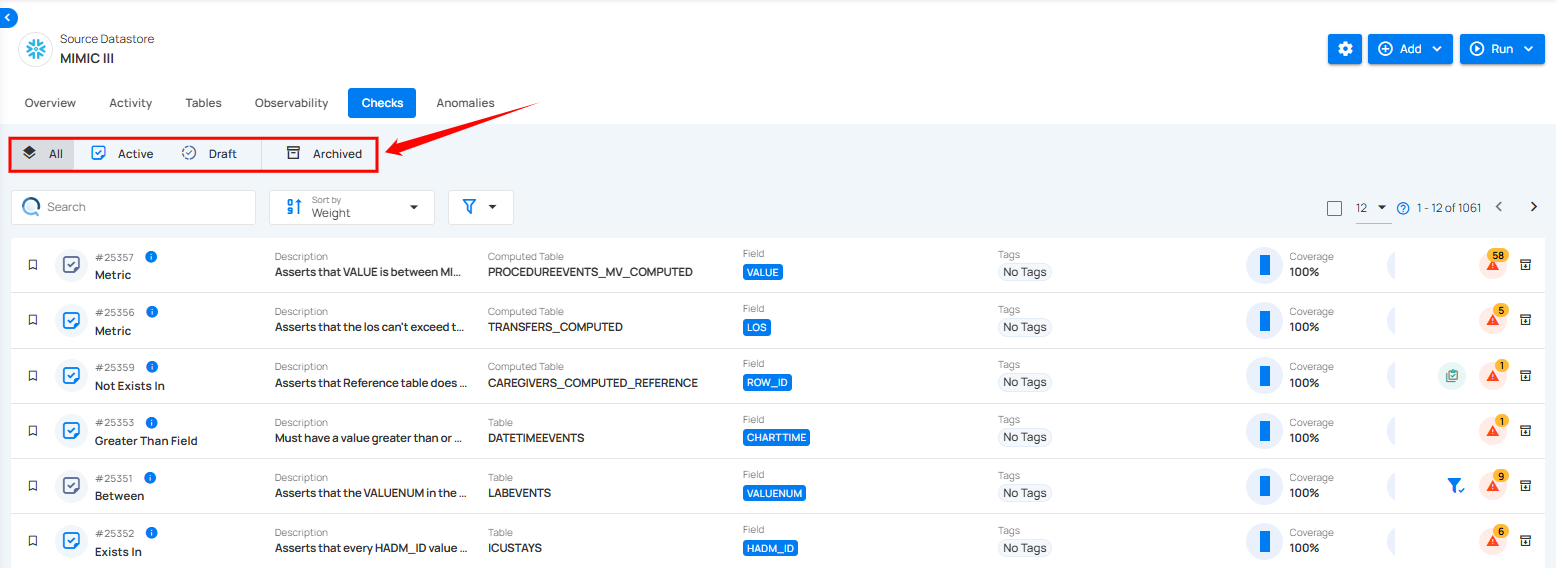 Source Datastore
MIMIC III
Add
Run
Overview Activity Tables Observability Checks Anomalies
All Active Draft Archived
Search
Sort by
Weight
12 1 - 12 of 1061
#25357
Metric
Description
Asserts that VALUE is between MI...
Computed Table
PROCEDUREEVENTS_MV_COMPUTED
Field
VALUE
Tags
No Tags
Coverage
100%
58
#25356
Metric
Description
Asserts that the los can't exceed t...
Computed Table
TRANSFERS_COMPUTED
Field
LOS
Tags
No Tags
Coverage
100%
5
#25359
Not Exists In
Description
Asserts that Reference table does ...
Computed Table
CAREGIVERS_COMPUTED_REFERENCE
Field
ROW_ID
Tags
No Tags
Coverage
100%
1
#25353
Greater Than Field
Description
Must have a value greater than or ...
Table
DATETIMEEVENTS
Field
CHARTTIME
Tags
No Tags
Coverage
100%
1
#25351
Between
Description
Asserts that the VALUENUM in the ...
Table
LABEVENTS
Field
VALUENUM
Tags
No Tags
Coverage
100%
9
#25352
Exists In
Description
Asserts that every HADM_ID value ...
Table
ICUSTAYS
Field
HADM_ID
Tags
No Tags
Coverage
100%
6